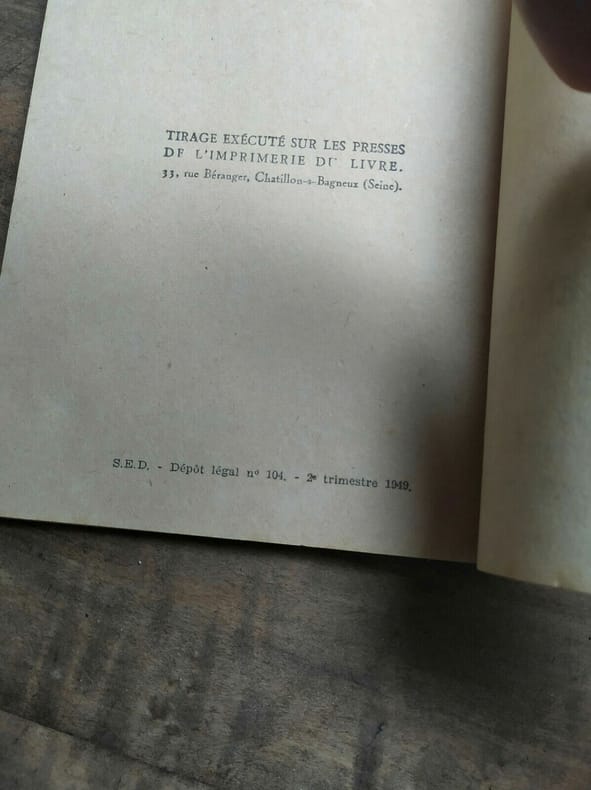 TIRAGE EXÉCUTÉ SUR LES PRESSES
DE L'IMPRIMERIE DU LIVRE.
33, rue Béranger, Chatillon-s-Bagneux (Seine).
S.E.D. - Dépôt légal nº 104. - 2e trimestre 1949.